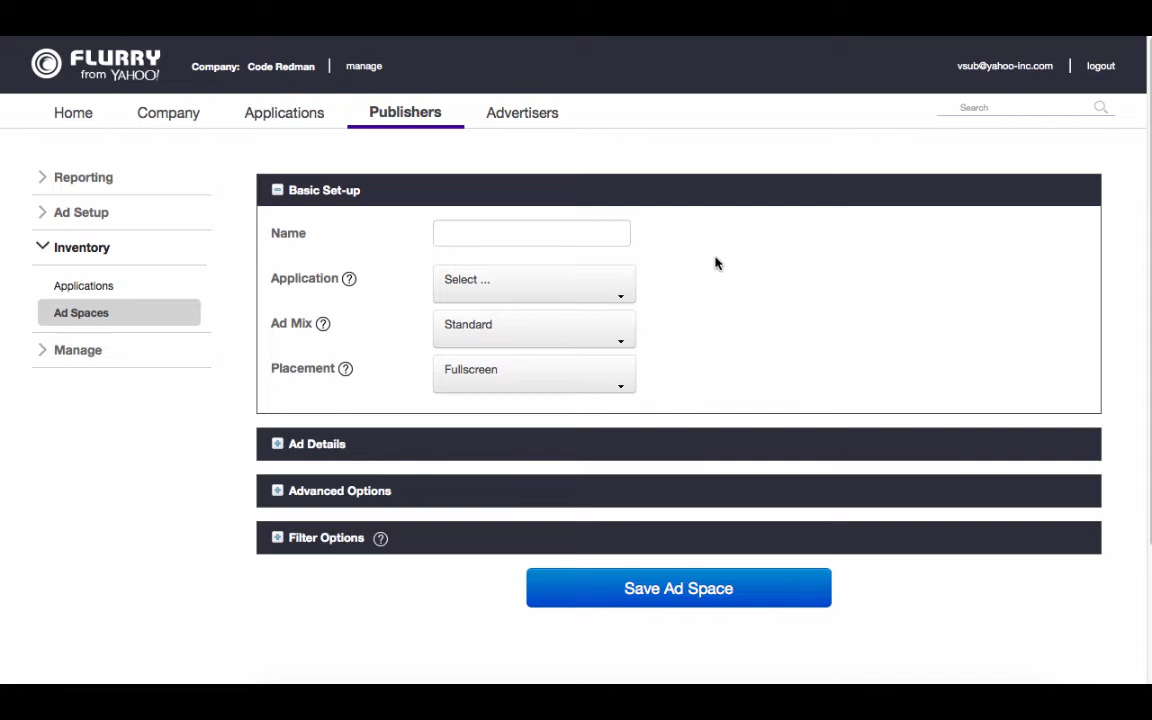 FLURRY
from YAHOO!
Company: Code Redman manage
vsub@yahoo-inc.com logout
Home Company Applications Publishers Advertisers
Search
Reporting
Ad Setup
Inventory
Applications
Ad Spaces
Manage
Basic Set-up
Name
Application ? Select ...
Ad Mix ? Standard
Placement ? Fullscreen
Ad Details
Advanced Options
Filter Options ?
Save Ad Space